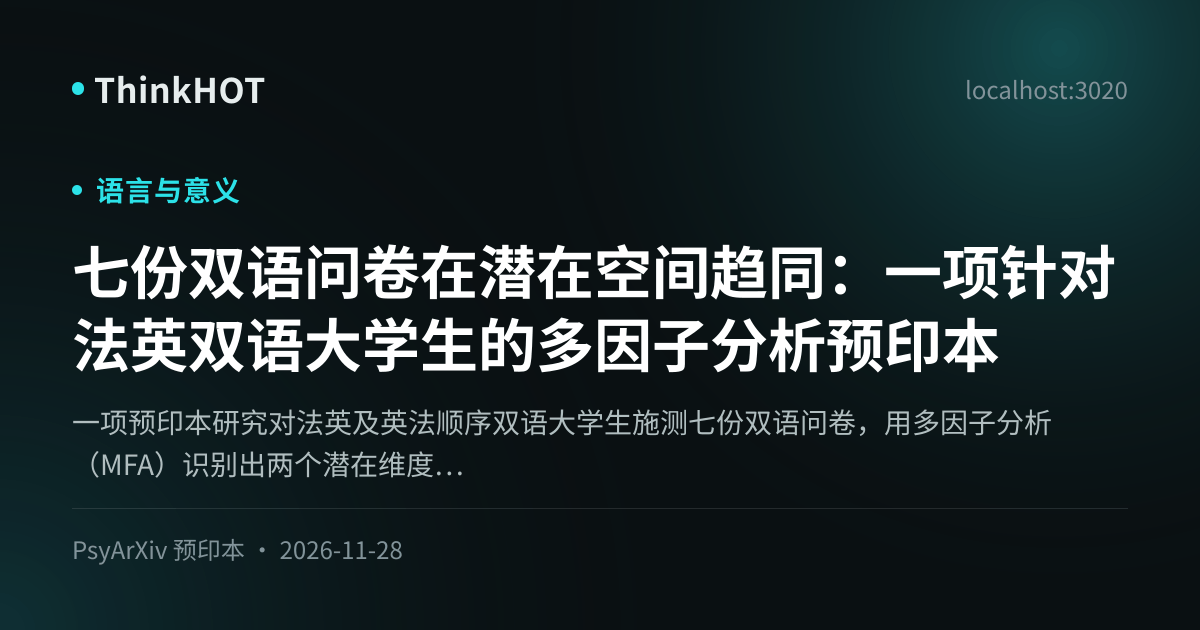 ThinkHOT
localhost:3020
语言与意义
七份双语问卷在潜在空间趋同：一项针对
法英双语大学生的多因子分析预印本
一项预印本研究对法英及英法顺序双语大学生施测七份双语问卷，用多因子分析
（MFA）识别出两个潜在维度…
PsyArXiv 预印本 · 2026-11-28